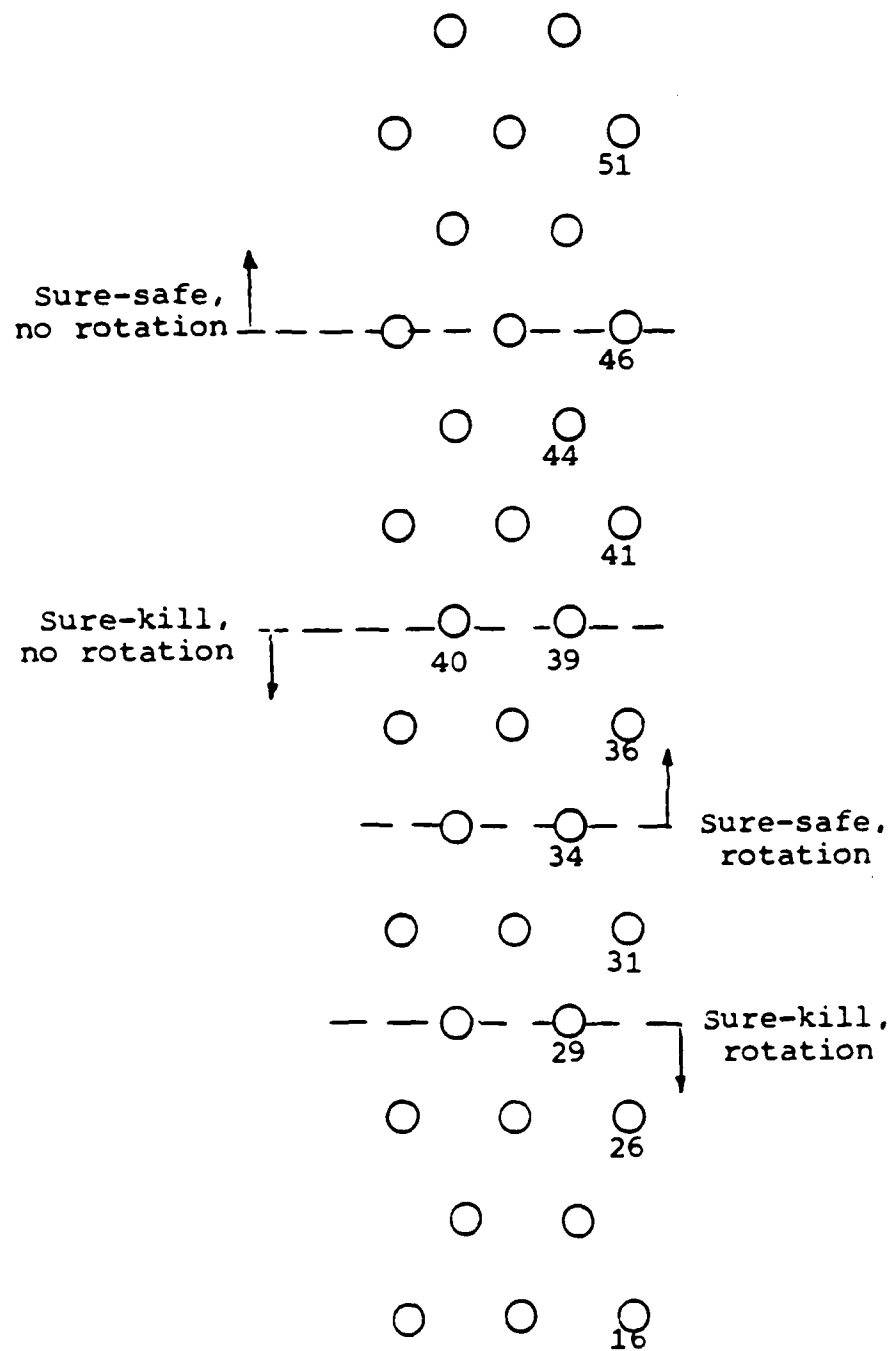 51
Sure-safe,
no rotation
46
44
41
Sure-kill,
no rotation
40 39
36
Sure-safe,
rotation
34
31
Sure-kill,
rotation
29
26
16